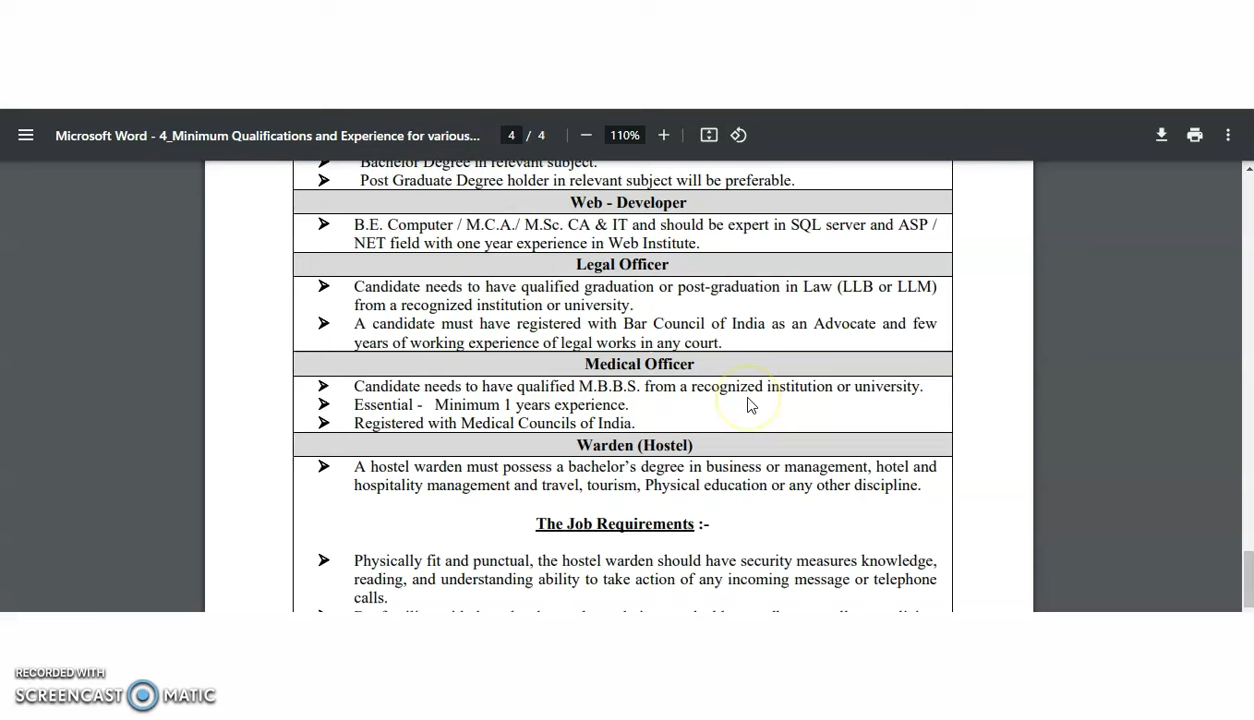 Microsoft Word - 4_Minimum Qualifications and Experience for various...
4 / 4
110%
Bachelor Degree in relevant subject.
Post Graduate Degree holder in relevant subject will be preferable.
Web - Developer
B.E. Computer / M.C.A./ M.Sc. CA & IT and should be expert in SQL server and ASP /
NET field with one year experience in Web Institute.
Legal Officer
Candidate needs to have qualified graduation or post-graduation in Law (LLB or LLM)
from a recognized institution or university.
A candidate must have registered with Bar Council of India as an Advocate and few
years of working experience of legal works in any court.
Medical Officer
Candidate needs to have qualified M.B.B.S. from a recognized institution or university.
Essential - Minimum 1 years experience.
Registered with Medical Councils of India.
Warden (Hostel)
A hostel warden must possess a bachelor's degree in business or management, hotel and
hospitality management and travel, tourism, Physical education or any other discipline.
The Job Requirements :-
Physically fit and punctual, the hostel warden should have security measures knowledge,
reading, and understanding ability to take action of any incoming message or telephone
calls.
RECORDED WITH
SCREENCAST MATIC